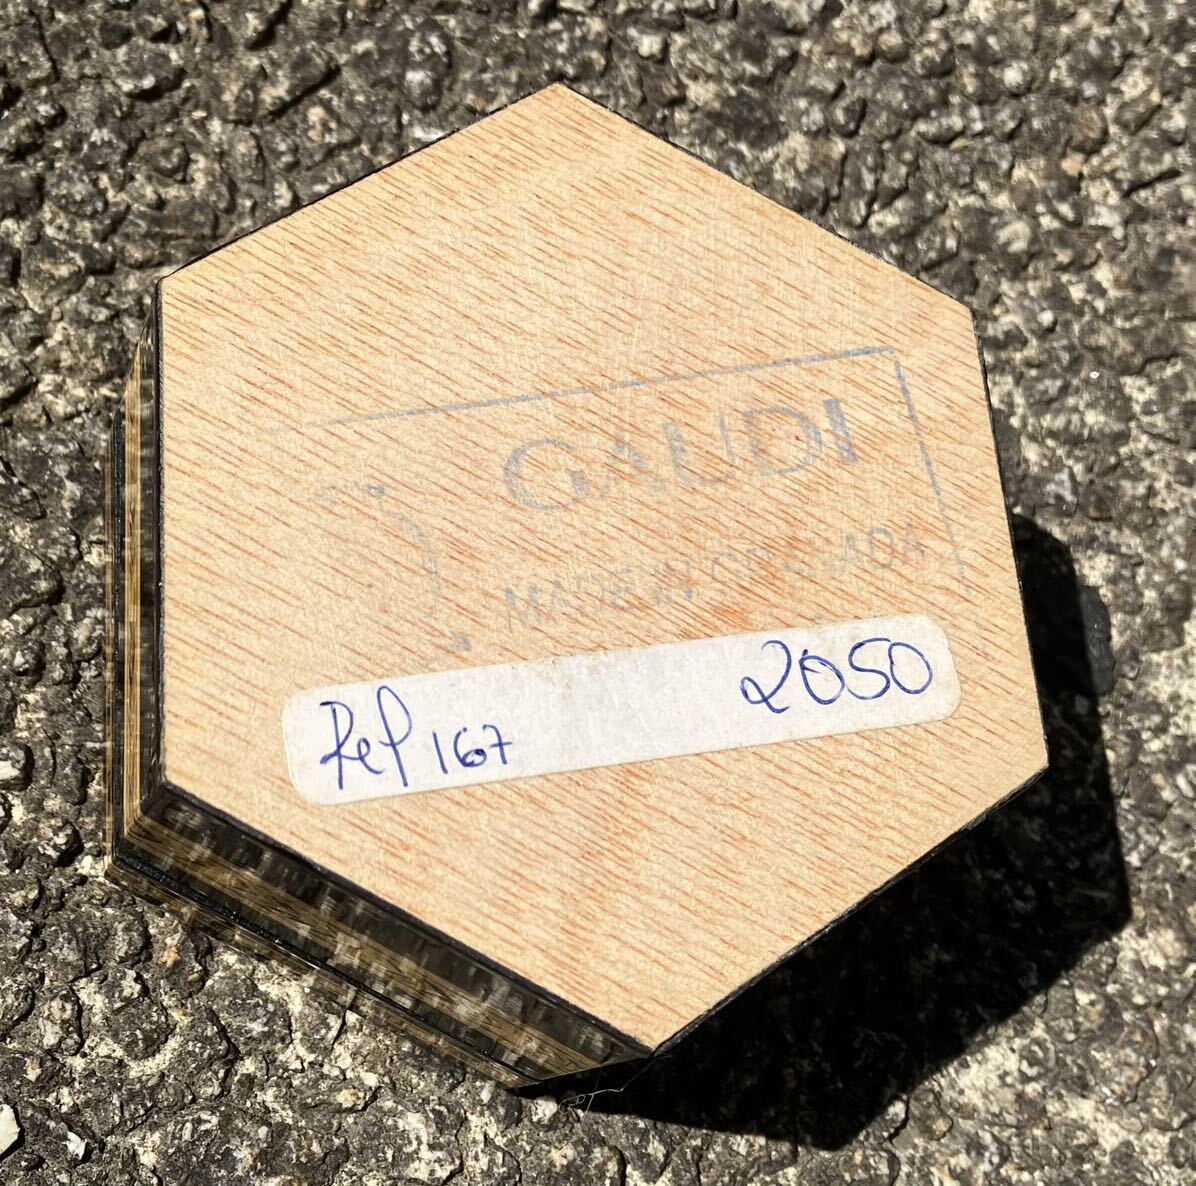 GAUDI
MADE IN GRANADA
Ref 167 2050